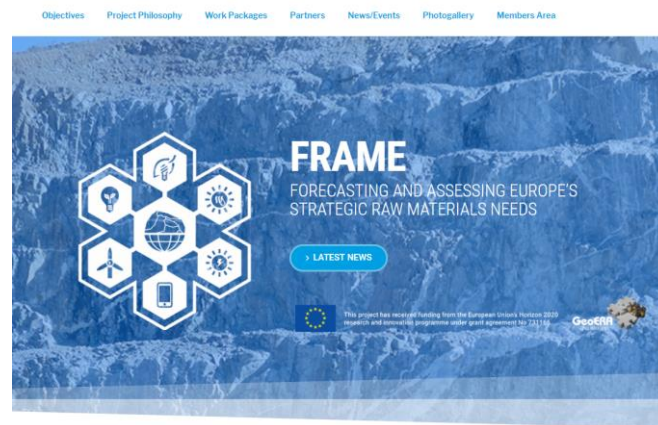 Objectives Project Philosophy Work Packages Partners News/Events Photogallery Members Area
FRAME
FORECASTING AND ASSESSING EUROPE'S
STRATEGIC RAW MATERIALS NEEDS
› LATEST NEWS
This project has received funding from the European Union's Horizon 2020
research and innovation programme under grant agreement No 731166
GeoERA